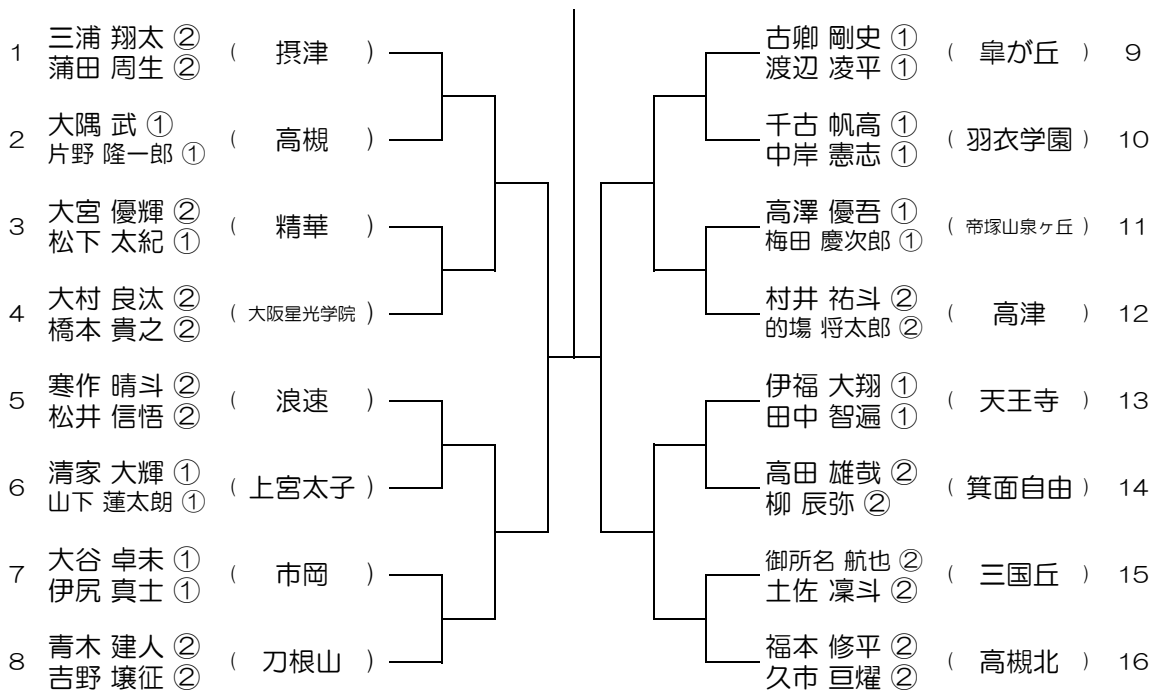 1 三浦 翔太 ② 蒲田 周生 ② ( 摂津 )
2 大隅 武 ① 片野 隆一郎 ① ( 高槻 )
3 大宮 優輝 ② 松下 太紀 ① ( 精華 )
4 大村 良汰 ② 橋本 貴之 ② ( 大阪星光学院 )
5 寒作 晴斗 ② 松井 信悟 ② ( 浪速 )
6 清家 大輝 ① 山下 蓮太朗 ① ( 上宮太子 )
7 大谷 卓未 ① 伊尻 真士 ① ( 市岡 )
8 青木 建人 ② 吉野 壌征 ② ( 刀根山 )
古卿 剛史 ① 渡辺 凌平 ① ( 皐が丘 ) 9
千古 帆高 ① 中岸 憲志 ① ( 羽衣学園 ) 10
高澤 優吾 ① 梅田 慶次郎 ① ( 帝塚山泉ヶ丘 ) 11
村井 祐斗 ② 的塲 将太郎 ② ( 高津 ) 12
伊福 大翔 ① 田中 智遍 ① ( 天王寺 ) 13
高田 雄哉 ② 柳 辰弥 ② ( 箕面自由 ) 14
御所名 航也 ② 土佐 凜斗 ② ( 三国丘 ) 15
福本 修平 ② 久市 亘燿 ② ( 高槻北 ) 16